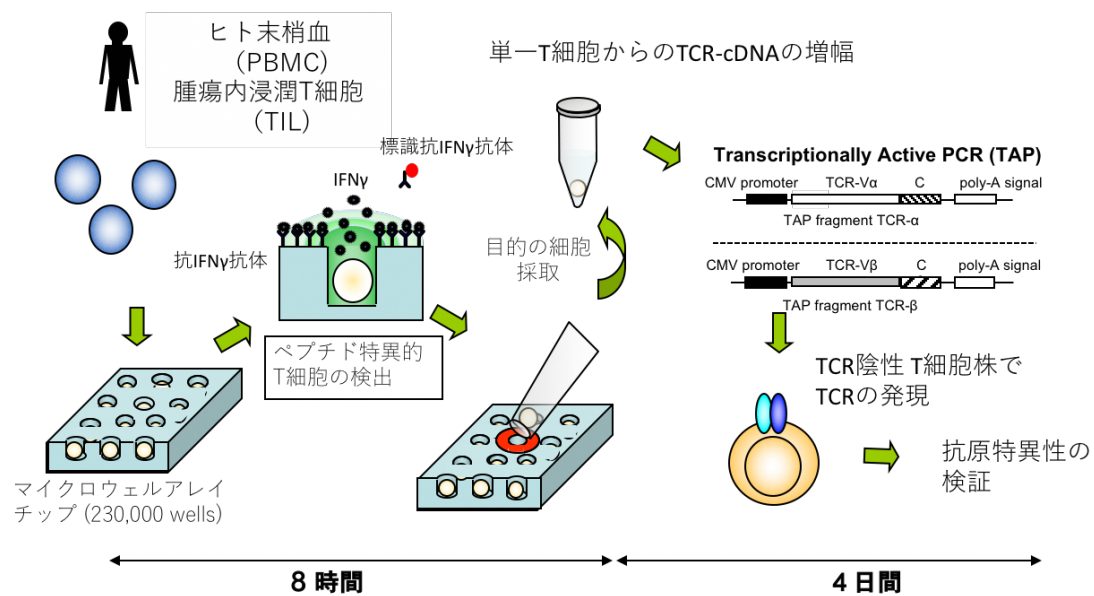 ヒト末梢血
(PBMC)
腫瘍内浸潤T細胞
(TIL)
単一T細胞からのTCR-cDNAの増幅
標識抗IFNγ抗体
IFNγ
抗IFNγ抗体
目的の細胞
採取
Transcriptionally Active PCR (TAP)
CMV promoter TCR-Vα C poly-A signal
TAP fragment TCR-α
CMV promoter TCR-Vβ C poly-A signal
TAP fragment TCR-β
ペプチド特異的
T細胞の検出
TCR陰性 T細胞株で
TCRの発現
抗原特異性の
検証
マイクロウェルアレイ
チップ (230,000 wells)
8 時間
4 日間